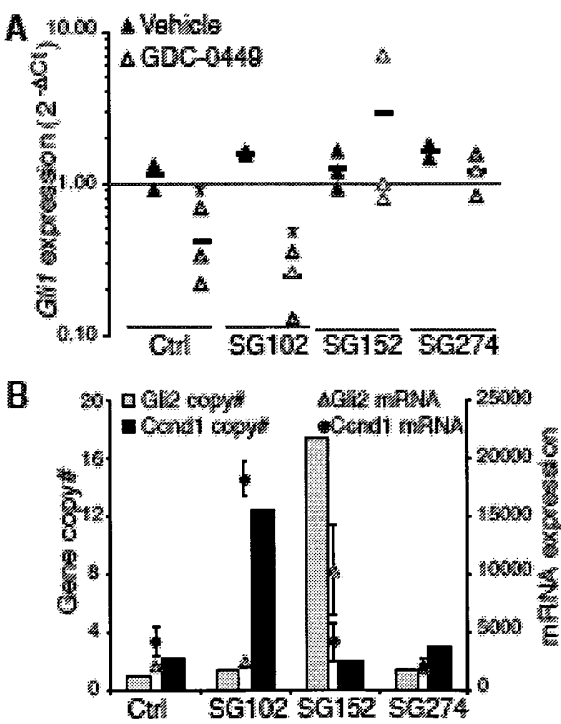 A
10.00
▲ Vehicle
△ GDC-0449
Gli1 expression (2^-ΔCt)
1.00
0.10
Ctrl SG102 SG152 SG274
*
*
B
20 Gli2 copy# Gli2 mRNA 25000
Ccnd1 copy# Ccnd1 mRNA
16 20000
12 15000
8 10000
4 5000
0 0
Gene copy#
mRNA expression
Ctrl SG102 SG152 SG274